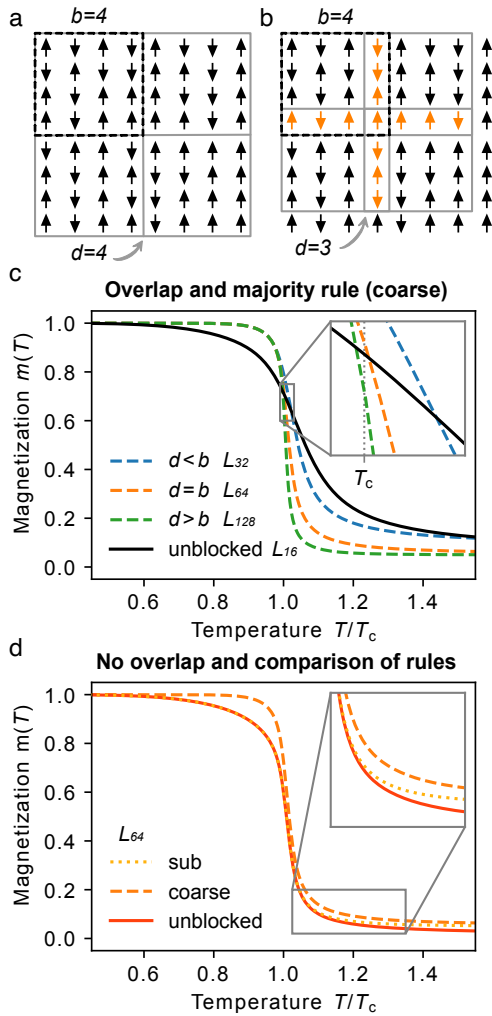 a
b=4
d=4
b
b=4
d=3
c
Overlap and majority rule (coarse)
Magnetization m(T)
1.0
0.8
0.6
0.4
0.2
0.0
d<b L32
d=b L64
d>b L128
unblocked L16
Tc
0.6 0.8 1.0 1.2 1.4
Temperature T/Tc
d
No overlap and comparison of rules
Magnetization m(T)
1.0
0.8
0.6
0.4
0.2
0.0
L64
sub
coarse
unblocked
0.6 0.8 1.0 1.2 1.4
Temperature T/Tc